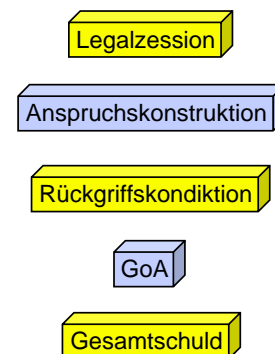 Legalzession
Anspruchskonstruktion
Rückgriffskondiktion
GoA
Gesamtschuld